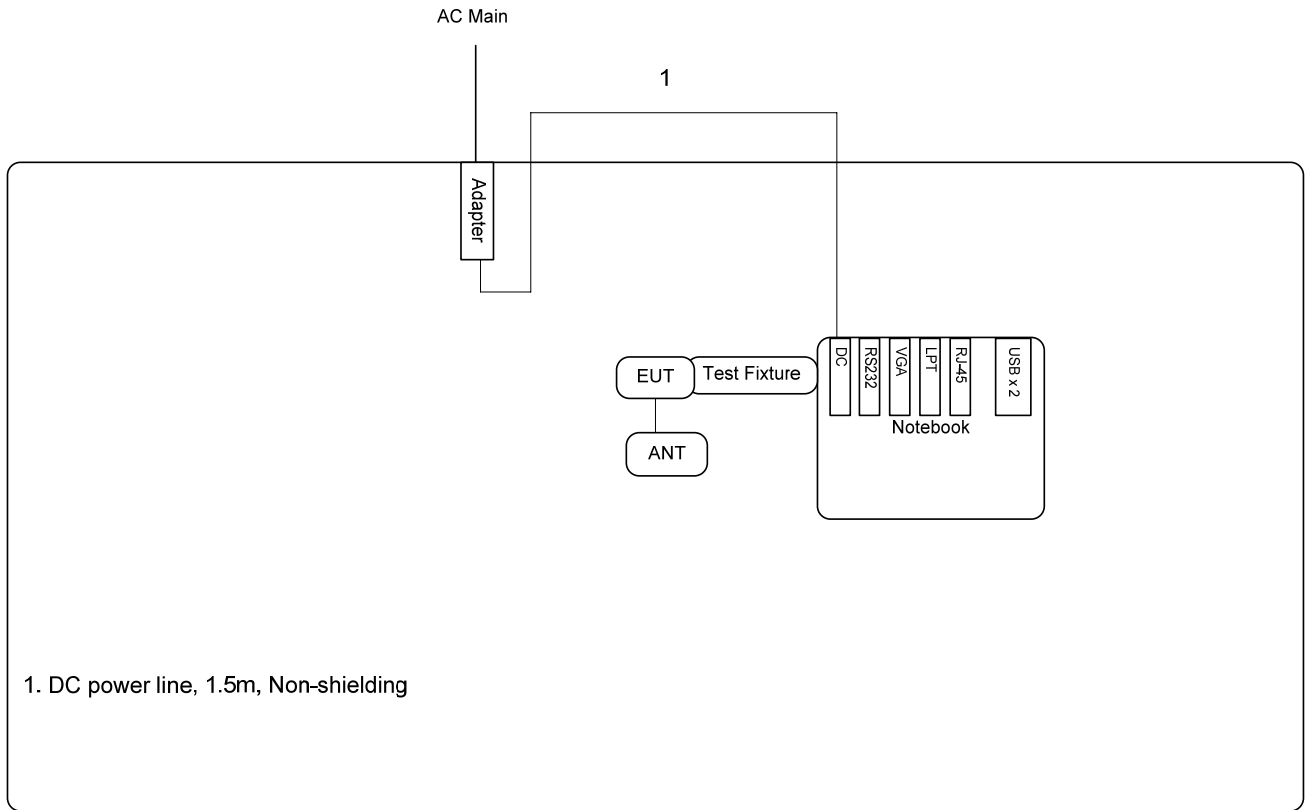 AC Main
1
Adapter
DC
RS232
VGA
LPT
RJ-45
USB x 2
EUT
Test Fixture
Notebook
ANT
1. DC power line, 1.5m, Non-shielding